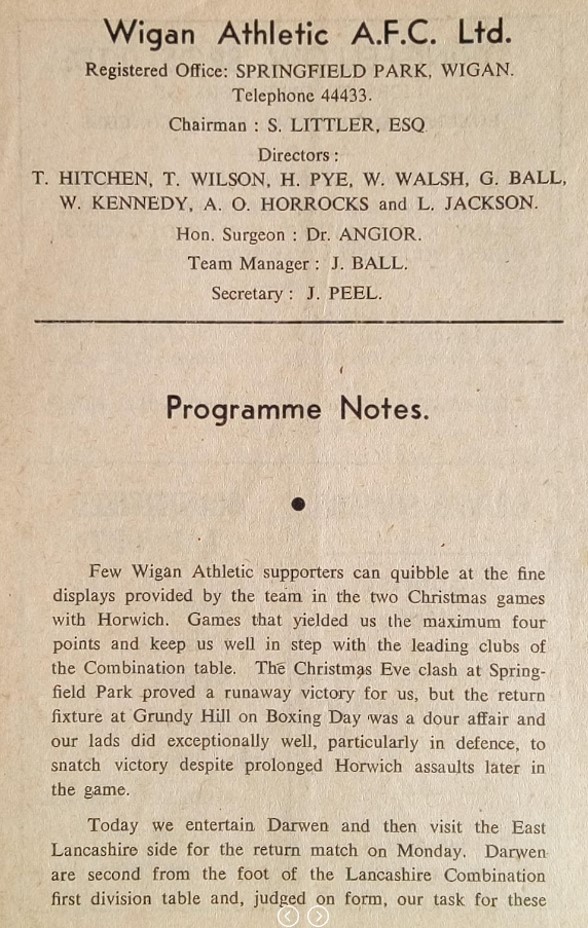 Wigan Athletic A.F.C. Ltd.
Registered Office: SPRINGFIELD PARK, WIGAN.
Telephone 44433.
Chairman : S. LITTLER, ESQ
Directors :
T. HITCHEN, T. WILSON, H. PYE, W. WALSH, G. BALL,
W. KENNEDY, A. O. HORROCKS and L. JACKSON.
Hon. Surgeon : Dr. ANGIOR.
Team Manager : J. BALL.
Secretary : J. PEEL.
Programme Notes.
Few Wigan Athletic supporters can quibble at the fine
displays provided by the team in the two Christmas games
with Horwich. Games that yielded us the maximum four
points and keep us well in step with the leading clubs of
the Combination table. The Christmas Eve clash at Spring-
field Park proved a runaway victory for us, but the return
fixture at Grundy Hill on Boxing Day was a dour affair and
our lads did exceptionally well, particularly in defence, to
snatch victory despite prolonged Horwich assaults later in
the game.
Today we entertain Darwen and then visit the East
Lancashire side for the return match on Monday. Darwen
are second from the foot of the Lancashire Combination
first division table and, judged on form, our task for these